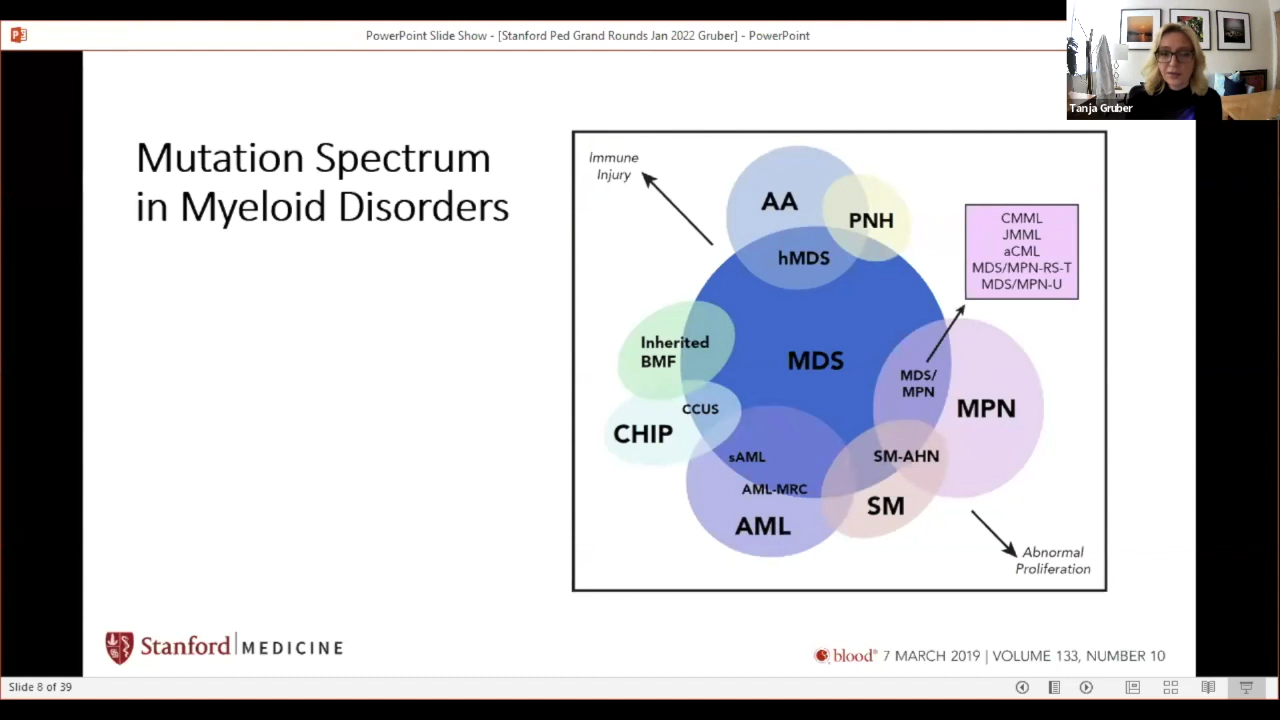 PowerPoint Slide Show - [Stanford Ped Grand Rounds Jan 2022 Gruber] - PowerPoint
Tanja Gruber
Mutation Spectrum
in Myeloid Disorders
Immune
Injury
AA
PNH
hMDS
CMML
JMML
aCML
MDS/MPN-RS-T
MDS/MPN-U
Inherited
BMF
MDS
MDS/
MPN
MPN
CCUS
CHIP
sAML
SM-AHN
AML-MRC
SM
AML
Abnormal
Proliferation
Stanford MEDICINE
blood® 7 MARCH 2019 | VOLUME 133, NUMBER 10
Slide 8 of 39